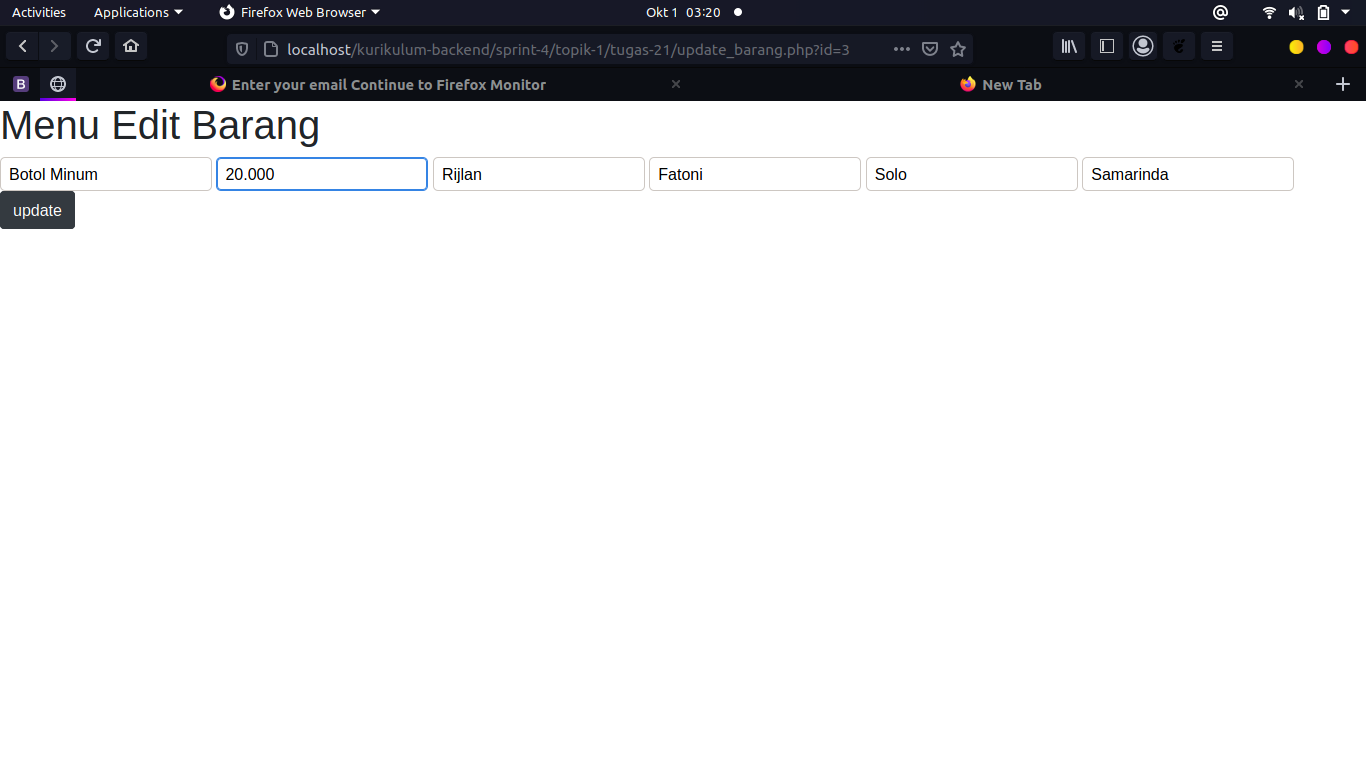 Activities Applications Firefox Web Browser Okt 1 03:20
localhost/kurikulum-backend/sprint-4/topik-1/tugas-21/update_barang.php?id=3
B Enter your email Continue to Firefox Monitor New Tab
Menu Edit Barang
Botol Minum 20.000 Rijlan Fatoni Solo Samarinda
update